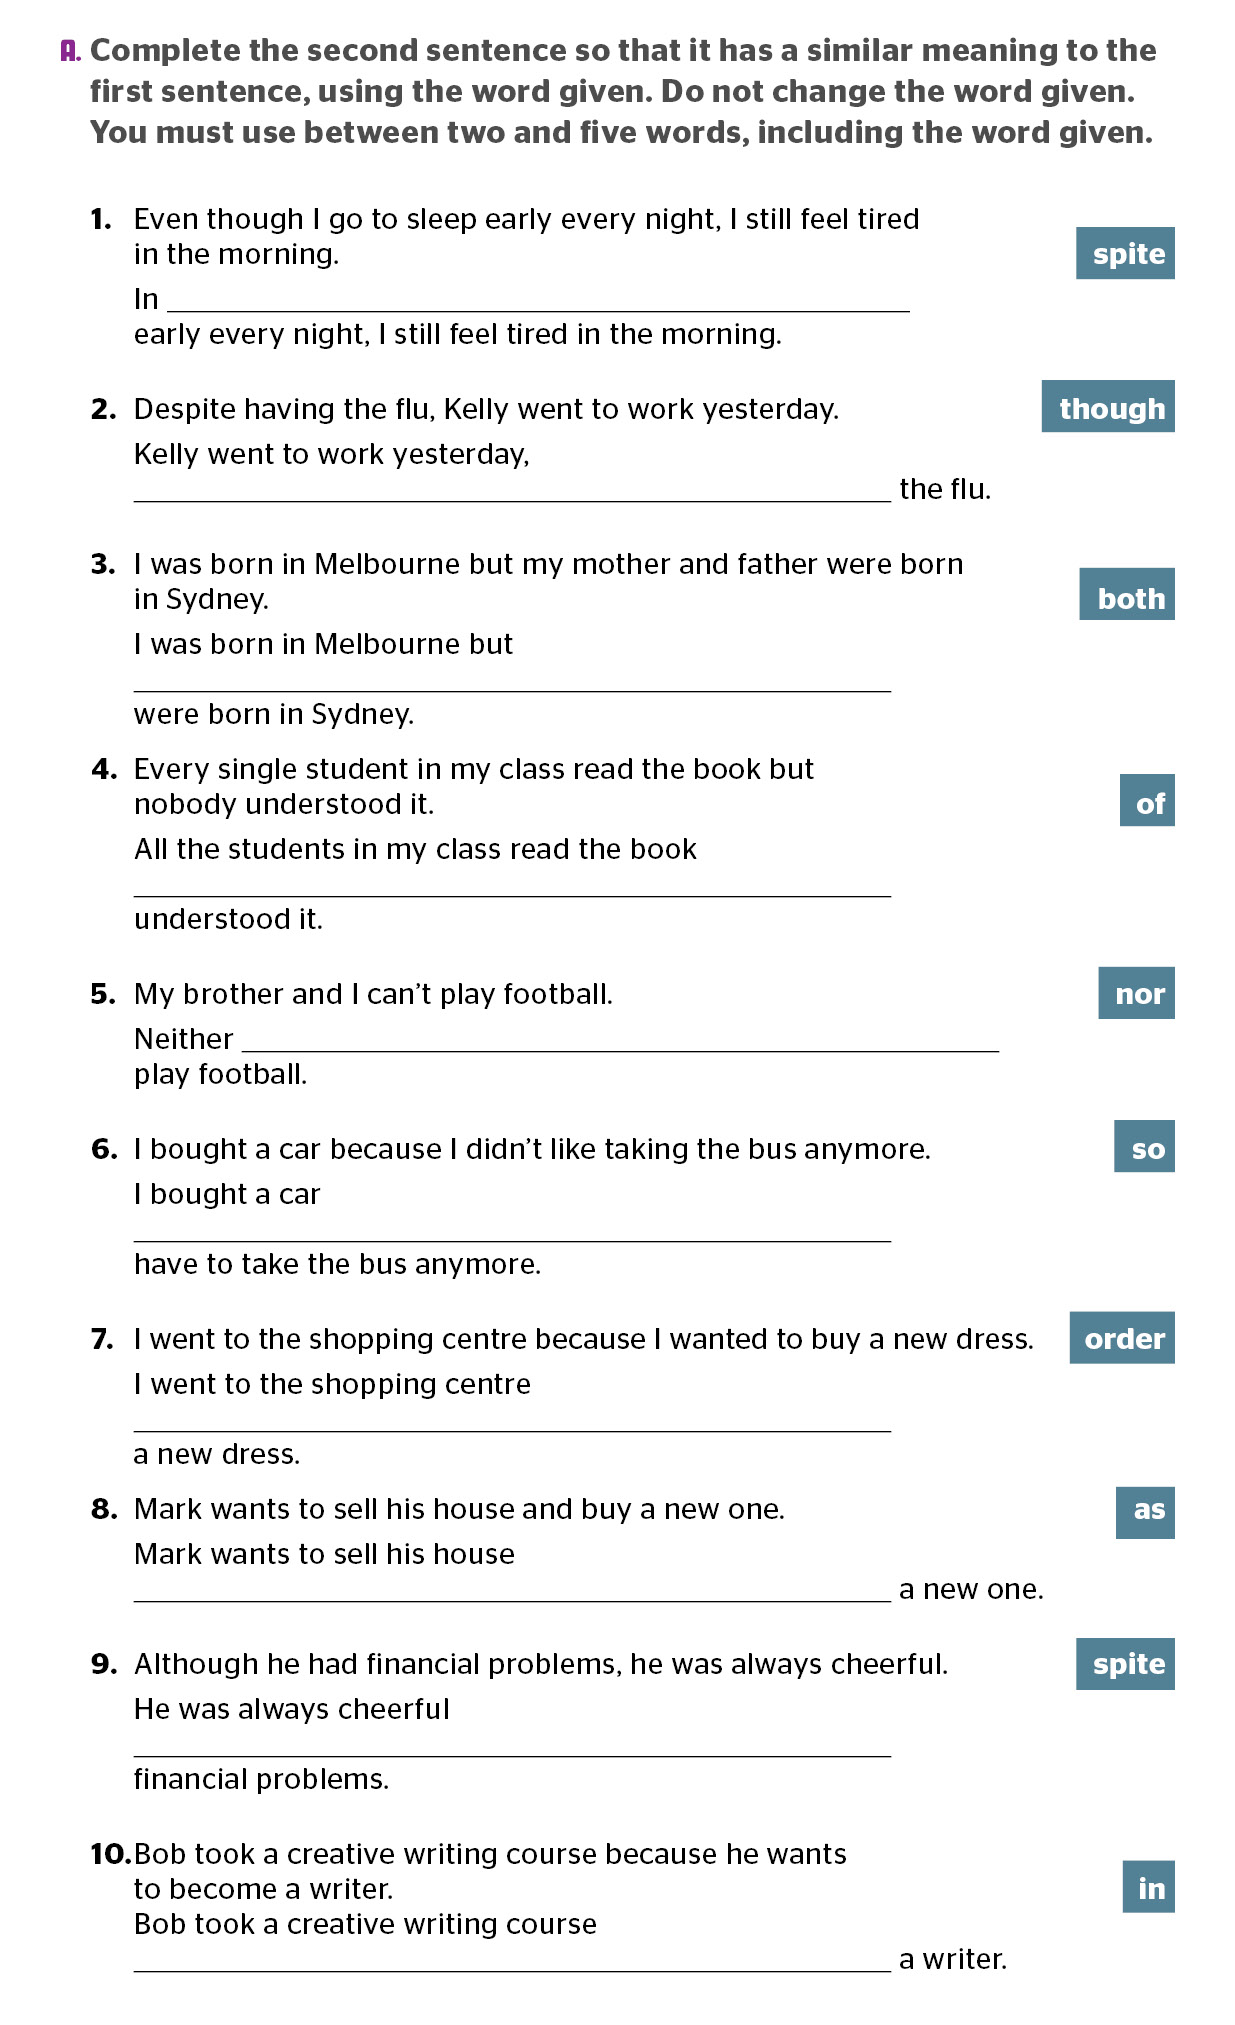 A. Complete the second sentence so that it has a similar meaning to the
first sentence, using the word given. Do not change the word given.
You must use between two and five words, including the word given.
1. Even though I go to sleep early every night, I still feel tired
in the morning.
spite
In ____
early every night, I still feel tired in the morning.
2. Despite having the flu, Kelly went to work yesterday.
though
Kelly went to work yesterday,
____ the flu.
3. I was born in Melbourne but my mother and father were born
in Sydney.
both
I was born in Melbourne but
____
were born in Sydney.
4. Every single student in my class read the book but
nobody understood it.
of
All the students in my class read the book
____
understood it.
5. My brother and I can’t play football.
nor
Neither ____
play football.
6. I bought a car because I didn’t like taking the bus anymore.
so
I bought a car
____
have to take the bus anymore.
7. I went to the shopping centre because I wanted to buy a new dress.
order
I went to the shopping centre
____
a new dress.
8. Mark wants to sell his house and buy a new one.
as
Mark wants to sell his house
____ a new one.
9. Although he had financial problems, he was always cheerful.
spite
He was always cheerful
____
financial problems.
10. Bob took a creative writing course because he wants
to become a writer.
in
Bob took a creative writing course
____ a writer.